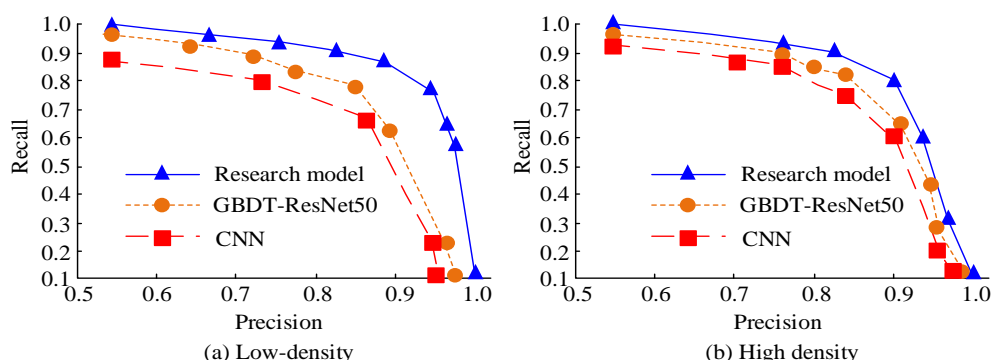 1.0
0.9
0.8
0.7
0.6
0.5
0.4
0.3
0.2
0.1
Recall
Research model
GBDT-ResNet50
CNN
0.5 0.6 0.7 0.8 0.9 1.0
Precision
(a) Low-density
1.0
0.9
0.8
0.7
0.6
0.5
0.4
0.3
0.2
0.1
Recall
Research model
GBDT-ResNet50
CNN
0.5 0.6 0.7 0.8 0.9 1.0
Precision
(b) High density